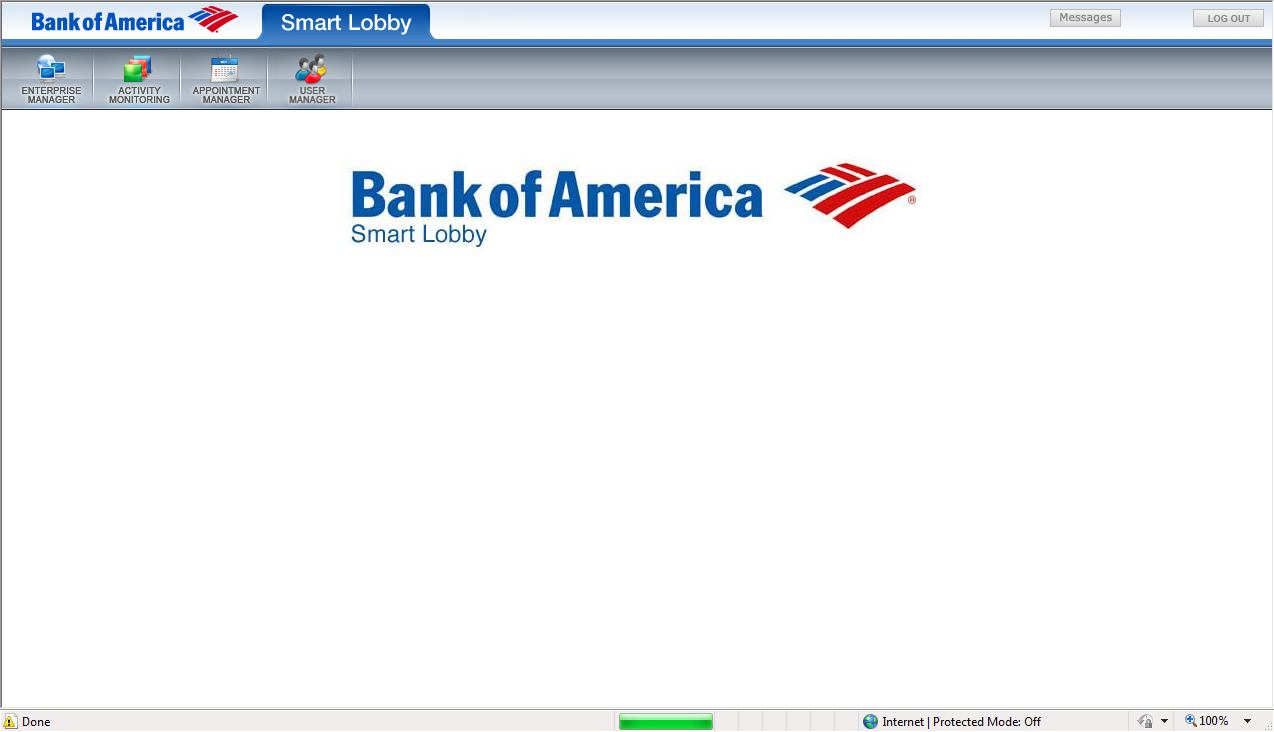 Bank of America
Smart Lobby
Messages
LOG OUT
ENTERPRISE
MANAGER
ACTIVITY
MONITORING
APPOINTMENT
MANAGER
USER
MANAGER
Bank of America ®
Smart Lobby
Done
Internet | Protected Mode: Off
100%